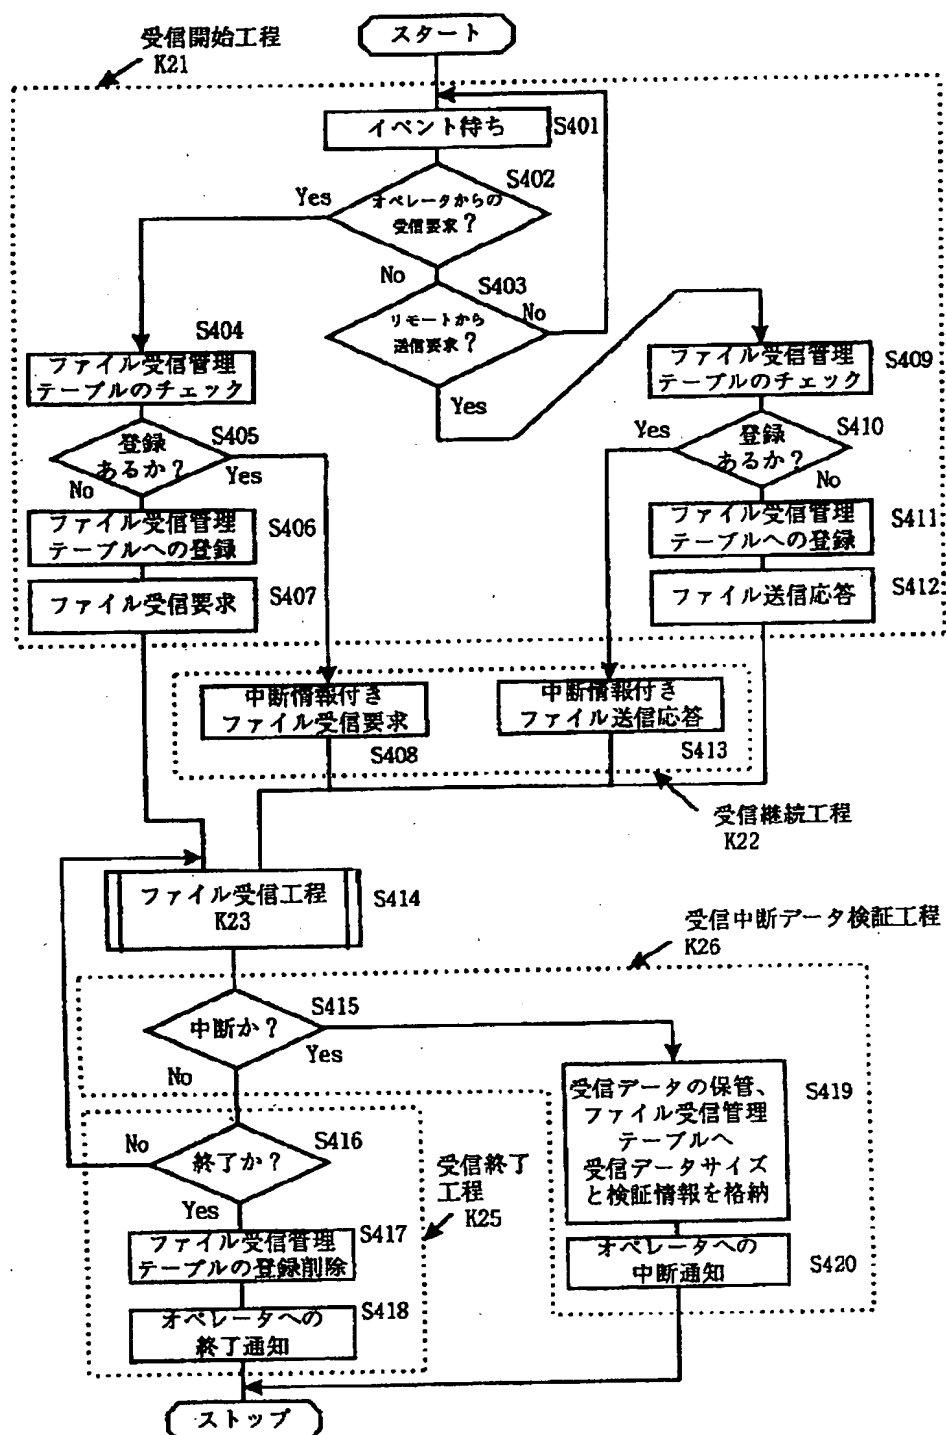 スタート
受信開始工程
K21
イベント待ち
S401
S402
Yes
オペレータからの
受信要求?
No
S403
No
リモートから
送信要求?
Yes
S404
ファイル受信管理
テーブルのチェック
S405
登録
あるか?
No
Yes
ファイル受信管理
テーブルへの登録
S406
ファイル受信要求
S407
ファイル受信管理
テーブルのチェック
S409
Yes
登録
あるか?
S410
No
ファイル受信管理
テーブルへの登録
S411
ファイル送信応答
S412
中断情報付き
ファイル受信要求
S408
中断情報付き
ファイル送信応答
S413
受信継続工程
K22
ファイル受信工程
K23
S414
受信中断データ検証工程
K26
S415
中断か?
Yes
No
受信データの保管、
ファイル受信管理
テーブルへ
受信データサイズ
と検証情報を格納
S419
No
S416
終了か?
Yes
受信終了
工程
K25
S417
ファイル受信管理
テーブルの登録削除
オペレータへの
中断通知
S420
オペレータへの
終了通知
S418
ストップ